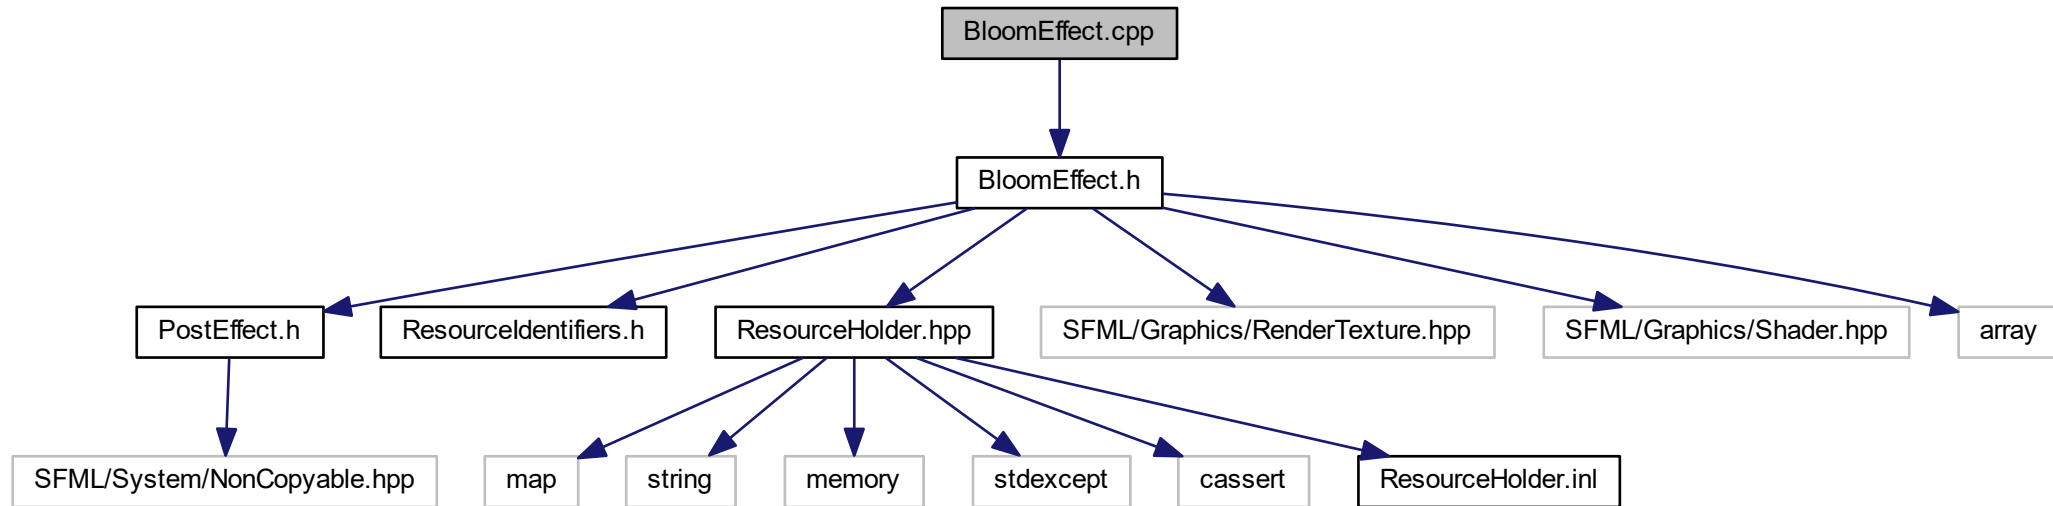 BloomEffect.cpp
BloomEffect.h
PostEffect.h
ResourceIdentifiers.h
ResourceHolder.hpp
SFML/Graphics/RenderTexture.hpp
SFML/Graphics/Shader.hpp
array
SFML/System/NonCopyable.hpp
map
string
memory
stdexcept
cassert
ResourceHolder.inl